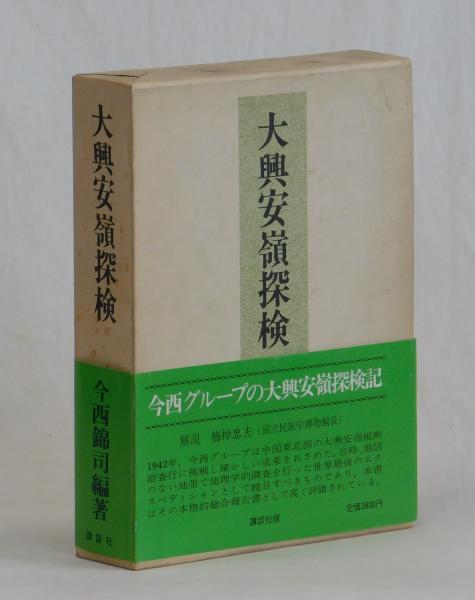 大興安嶺探検
今西錦司編著
講談社
大興安嶺探検
今西グループの大興安嶺探検記
解説 梅棹忠夫〔国立民族学博物館長〕
1942年、今西グループは中国東北部の大興安嶺縦断
調査行に挑戦し輝かしい成果をおさめた。当時、地図
のない地帯で地理学的調査を行った世界最後のエク
スペディションとして瞠目すべきものであり、本書
はその本格的総合報告書として高く評価されている。
講談社版
定価3800円